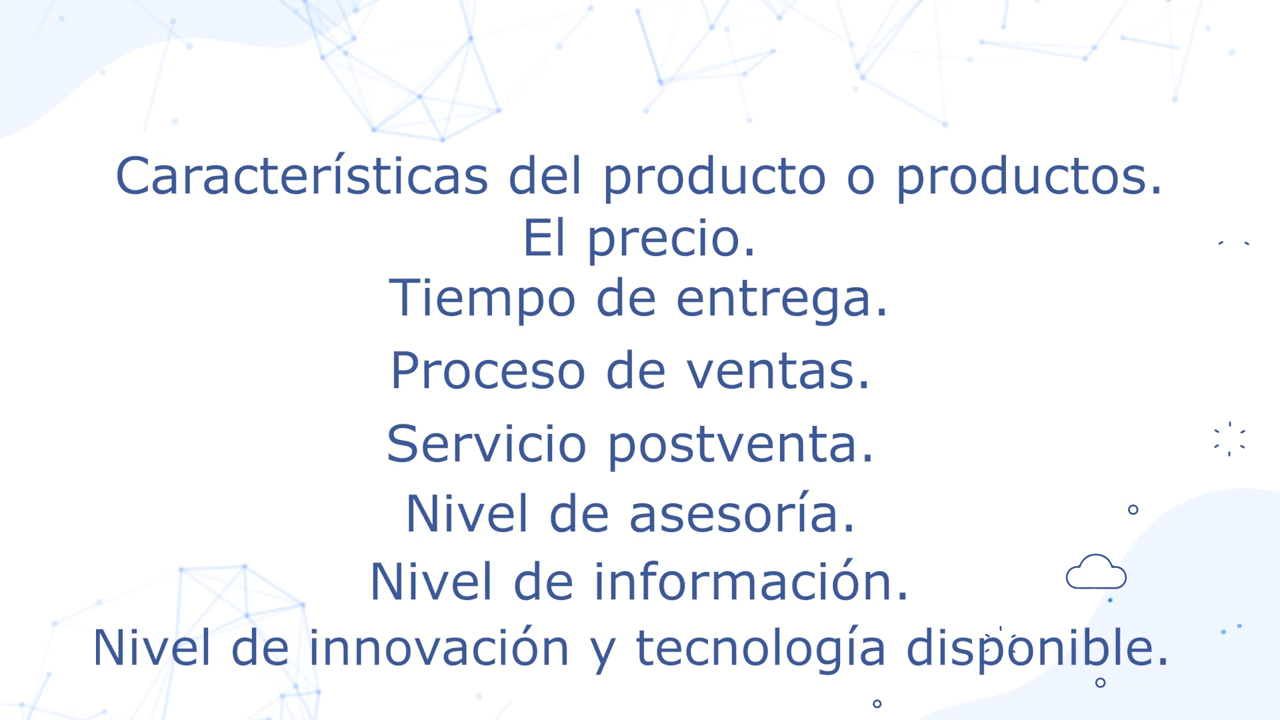 Características del producto o productos.
El precio.
Tiempo de entrega.
Proceso de ventas.
Servicio postventa.
Nivel de asesoría.
Nivel de información.
Nivel de innovación y tecnología disponible.